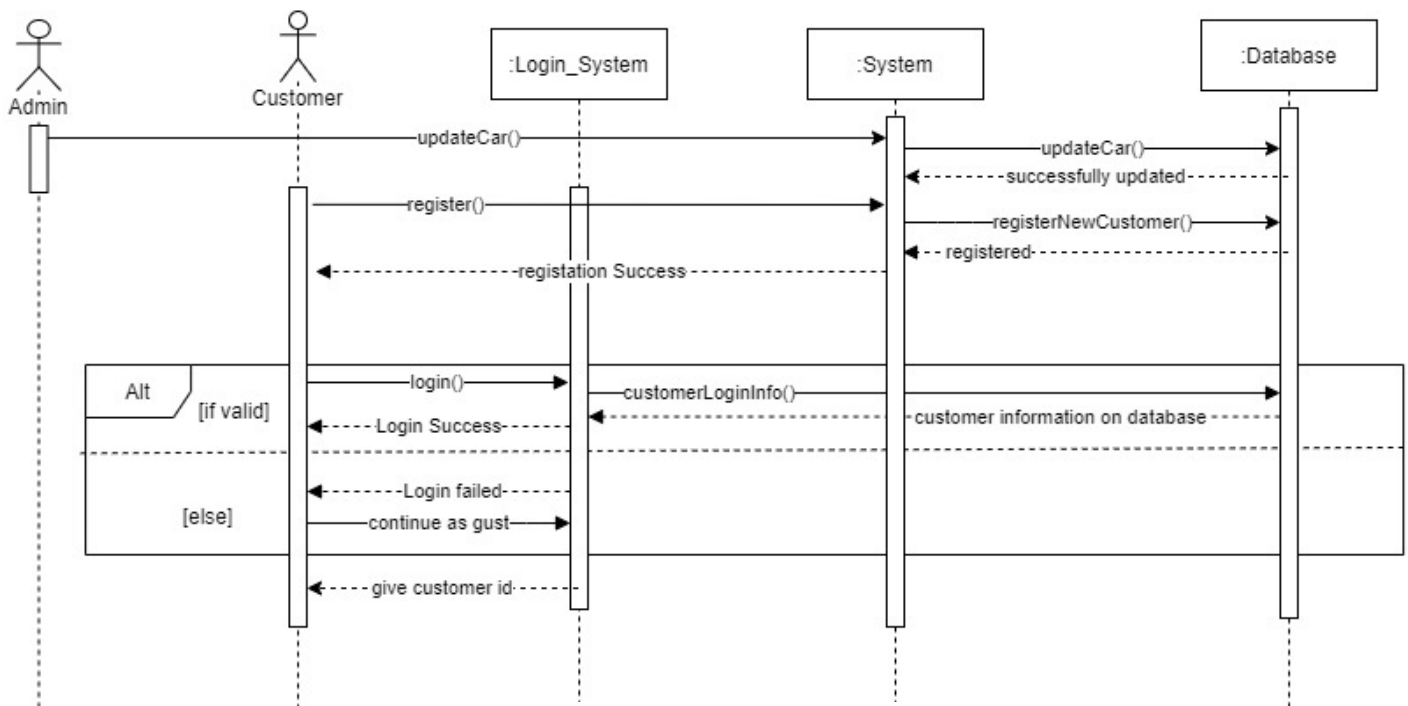 Admin
Customer
:Login_System
:System
:Database
updateCar()
updateCar()
successfully updated
register()
registerNewCustomer()
registered
registation Success
Alt
[if valid]
login()
customerLoginInfo()
customer information on database
Login Success
Login failed
[else]
continue as gust
give customer id